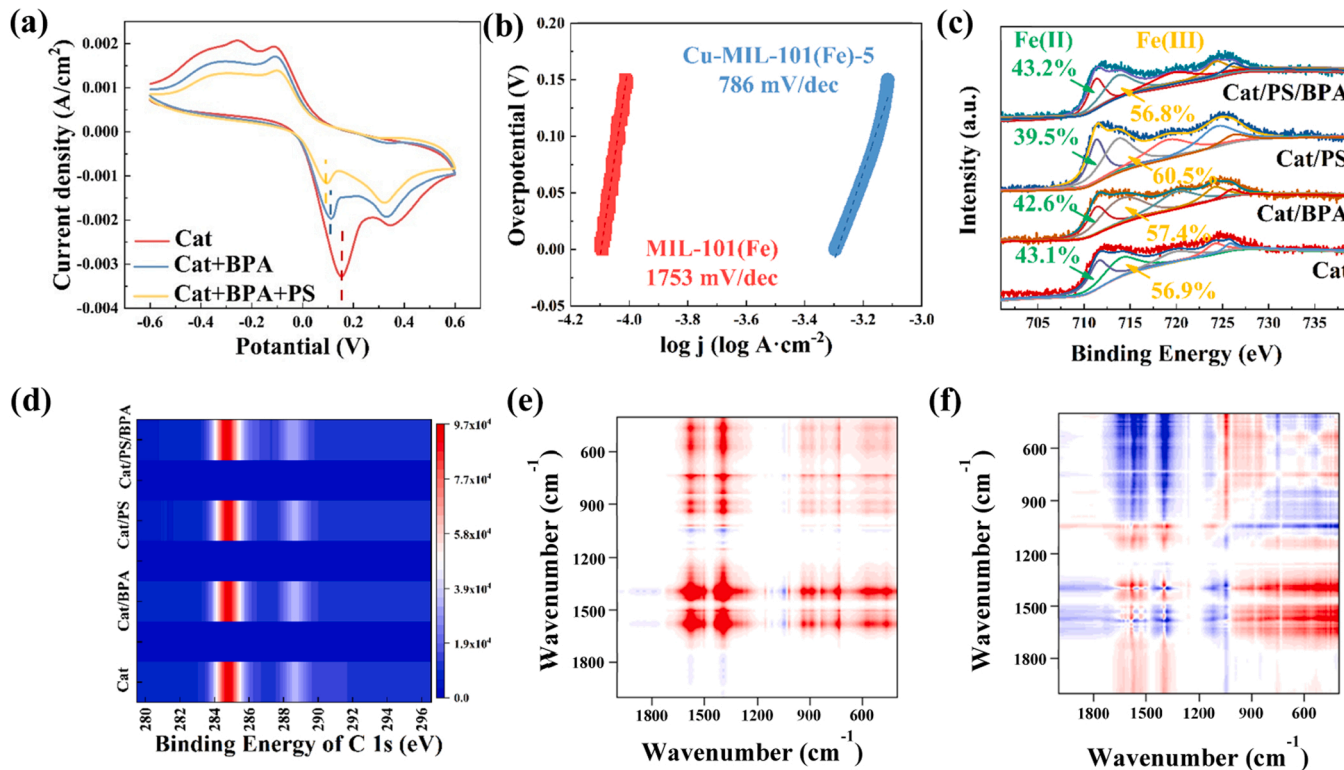 (a)
0.002
0.001
0.000
-0.001
-0.002
-0.003
-0.004
Current density (A/cm²)
Cat
Cat+BPA
Cat+BPA+PS
-0.6 -0.4 -0.2 0.0 0.2 0.4 0.6
Potantial (V)
(b)
0.20
0.15
0.10
0.05
0.00
-0.05
Overpotential (V)
Cu-MIL-101(Fe)-5
786 mV/dec
MIL-101(Fe)
1753 mV/dec
-4.2 -4.0 -3.5 -3.2 -3.0
log j (log A·cm⁻²)
(c)
Intensity (a.u.)
Fe(II)
Fe(III)
43.2%
56.8%
Cat/PS/BPA
39.5%
60.5%
Cat/PS
42.6%
57.4%
Cat/BPA
43.1%
56.9%
Cat
705 710 715 720 725 730 735
Binding Energy (eV)
(d)
Cat/PS/BPA
Cat/PS
Cat/BPA
Cat
9.7x10⁴
7.8x10⁴
5.8x10⁴
3.9x10⁴
1.9x10⁴
0.0
280 282 284 286 288 290 292 294 296
Binding Energy of C 1s (eV)
(e)
600
900
1200
1500
1800
Wavenumber (cm⁻¹)
1800 1500 1200 900 600
Wavenumber (cm⁻¹)
(f)
600
900
1200
1500
1800
Wavenumber (cm⁻¹)
1800 1500 1200 900 600
Wavenumber (cm⁻¹)